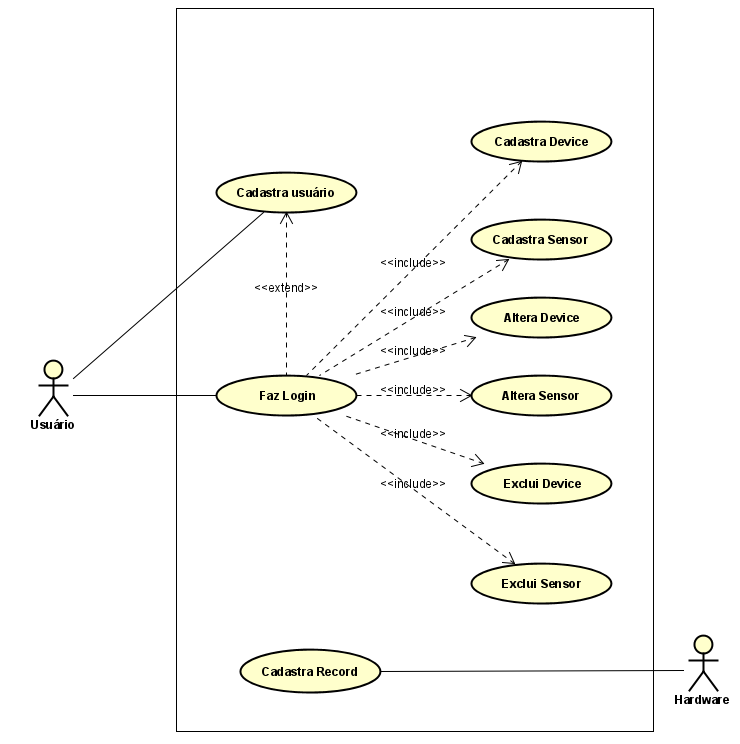 Cadastra Device
Cadastra usuário
Cadastra Sensor
<<include>>
<<extend>>
<<include>>
Altera Device
<<include>>
Faz Login
<<include>>
Altera Sensor
Usuário
<<include>>
Exclui Device
<<include>>
Exclui Sensor
Cadastra Record
Hardware